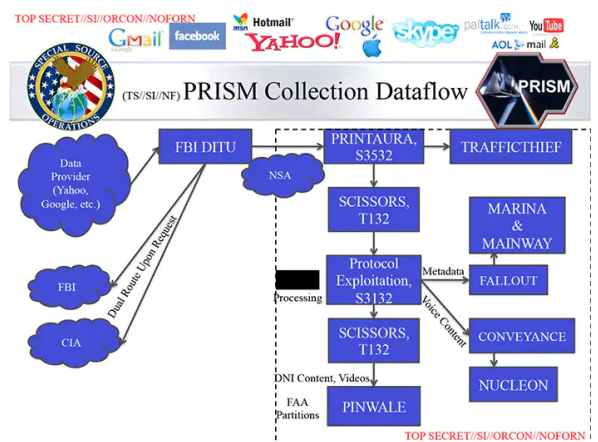 TOP SECRET//SI//ORCON//NOFORN
msn Hotmail
Google
paltalk.com
YouTube
Gmail
facebook
YAHOO!
skype
AOL mail
SPECIAL SOURCE
OPERATIONS
(TS//SI//NF) PRISM Collection Dataflow
PRISM
Data
Provider
(Yahoo,
Google, etc.)
FBI DITU
NSA
PRINTAURA,
S3532
TRAFFICTHIEF
SCISSORS,
T132
MARINA
&
MAINWAY
Dual Route Upon Request
FBI
CIA
Processing
Protocol
Exploitation,
S3132
Metadata
FALLOUT
Voice Content
SCISSORS,
T132
CONVEYANCE
NUCLEON
DNI Content, Videos
FAA
Partitions
PINWALE
TOP SECRET//SI//ORCON//NOFORN